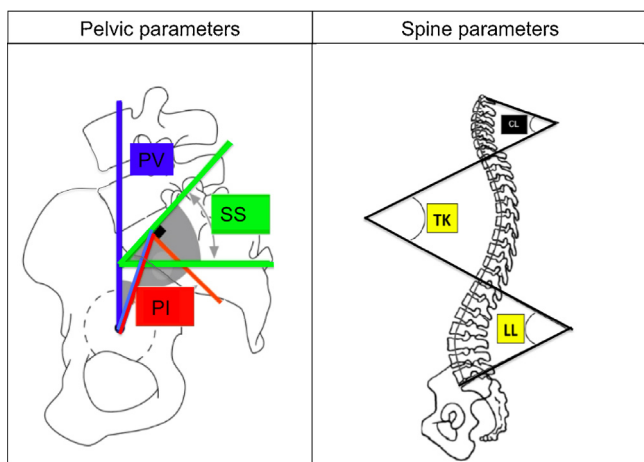 Pelvic parameters
Spine parameters
PV
SS
PI
CL
TK
LL